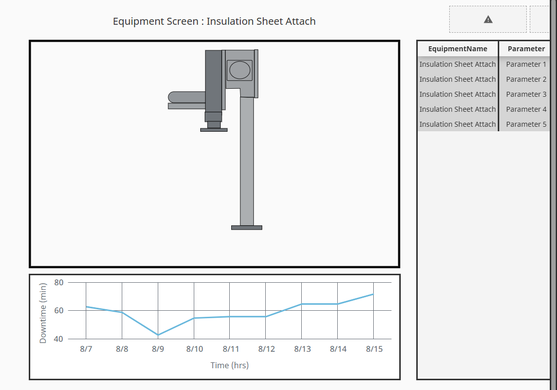 Equipment Screen : Insulation Sheet Attach
EquipmentName Parameter
Insulation Sheet Attach Parameter 1
Insulation Sheet Attach Parameter 2
Insulation Sheet Attach Parameter 3
Insulation Sheet Attach Parameter 4
Insulation Sheet Attach Parameter 5
Downtime (min)
80
60
40
8/7 8/8 8/9 8/10 8/11 8/12 8/13 8/14 8/15
Time (hrs)